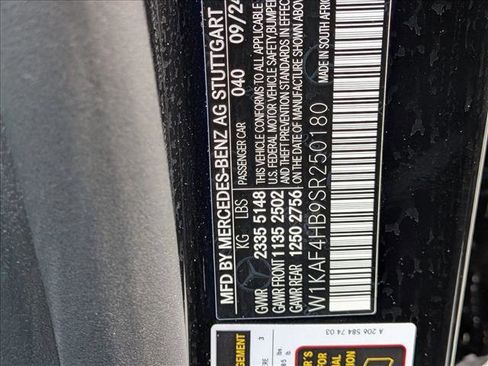 MFD BY MERCEDES-BENZ AG STUTTGART
PASSENGER CAR 040 09/24
KG LBS
GVWR 2335 5148
GAWR FRONT 1135 2502
GAWR REAR 1250 2756
THIS VEHICLE CONFORMS TO ALL APPLICABLE
U.S. FEDERAL MOTOR VEHICLE SAFETY, BUMPER
AND THEFT PREVENTION STANDARDS IN EFFECT
ON THE DATE OF MANUFACTURE SHOWN ABOVE
W1KAF4HB9SR250180
MADE IN SOUTH AFRICA
A 206 584 74 03